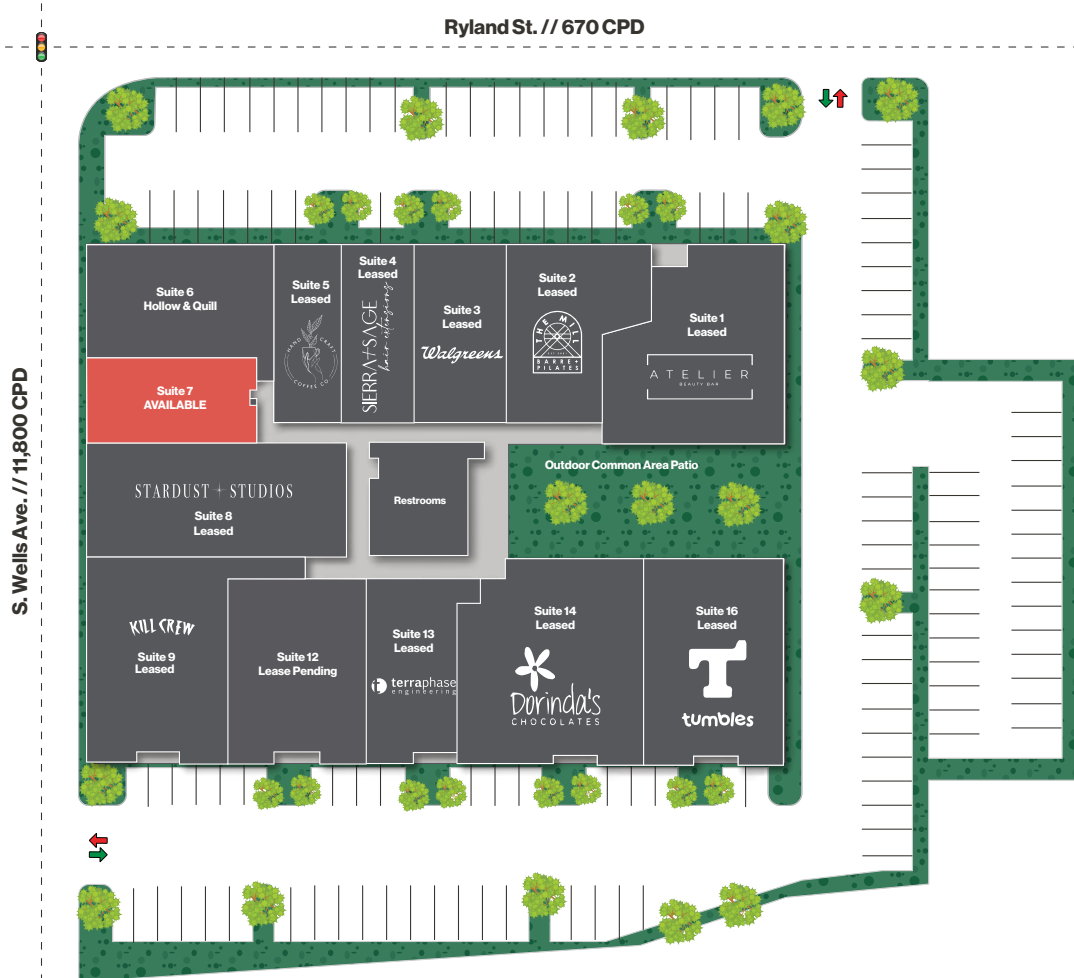 Ryland St. // 670 CPD
S. Wells Ave. // 11,800 CPD
Suite 6
Hollow & Quill
Suite 5
Leased
HAND CRAFT
COFFEE CO.
Suite 4
Leased
SIERRA+SAGE
hair extensions
Suite 3
Leased
Walgreens
Suite 2
Leased
THE MILL
BARRE+
PILATES
Suite 1
Leased
ATELIER
BEAUTY BAR
Suite 7
AVAILABLE
STARDUST STUDIOS
Suite 8
Leased
Restrooms
Outdoor Common Area Patio
KILL CREW
Suite 9
Leased
Suite 12
Lease Pending
Suite 13
Leased
terraphase
engineering
Suite 14
Leased
Dorinda's
CHOCOLATES
Suite 16
Leased
T
tumbles